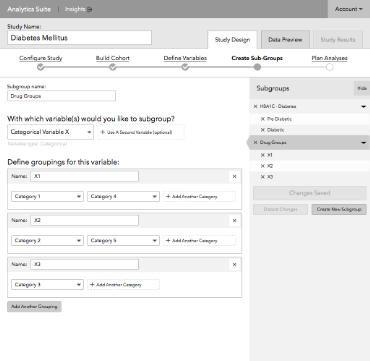 Analytics Suite | Insights
Account
Study Name:
Diabetes Mellitus
Study Design
Data Preview
Study Results
Configure Study
Build Cohort
Define Variables
Create Sub-Groups
Plan Analyses
Subgroup name:
Drug Groups
With which variable(s) would you like to subgroup?
Categorical Variable X
+ Use A Second Variable (optional)
Variable type: Categorical
Define groupings for this variable:
Name: X1
Category 1
Category 4
+ Add Another Category
Name: X2
Category 2
Category 5
+ Add Another Category
Name: X3
Category 3
+ Add Another Category
Add Another Grouping
Subgroups
Hide
HBA1C - Diabetes
Pre Diabetic
Diabetic
Drug Groups
X1
X2
X3
Changes Saved
Discard Changes
Create New Subgroup